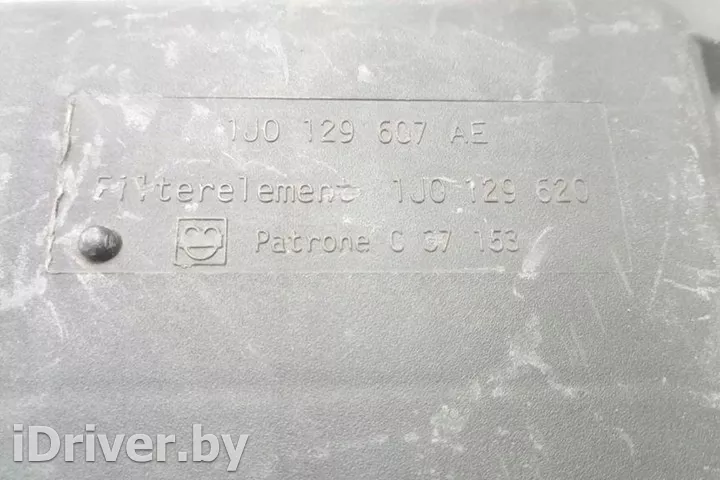 1J0 129 607 AE
Filterelement 1J0 129 620
Patrone C 37 153
iDriver.by